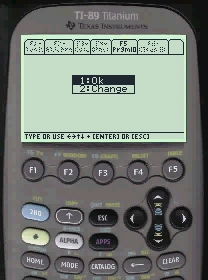 TI-89 Titanium
TEXAS INSTRUMENTS
F5
PrgmIO
1:Ok
2:Change
TYPE OR USE ←→↑↓ + [ENTER] OR [ESC]
F1 F2 F3 F4 F5
2ND ↑ ESC
♦ ALPHA APPS
HOME MODE CATALOG ← CLEAR